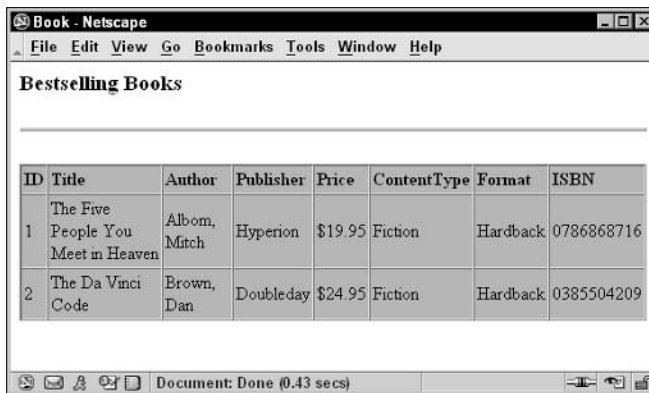 Book - Netscape
File Edit View Go Bookmarks Tools Window Help
Bestselling Books
ID Title Author Publisher Price ContentType Format ISBN
1 The Five People You Meet in Heaven Albom, Mitch Hyperion $19.95 Fiction Hardback 0786868716
2 The Da Vinci Code Brown, Dan Doubleday $24.95 Fiction Hardback 0385504209
Document: Done (0.43 secs)